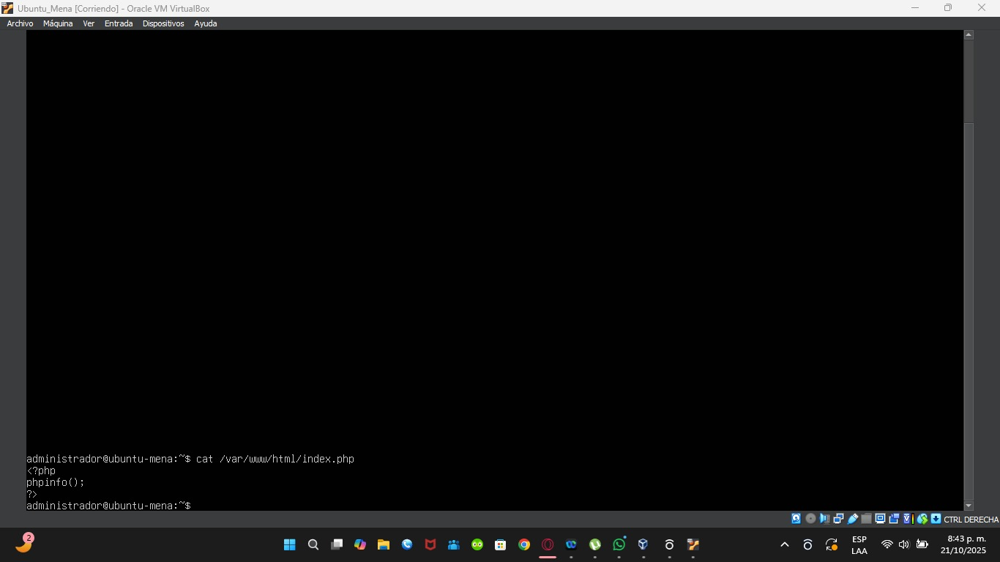 Ubuntu_Mena [Corriendo] - Oracle VM VirtualBox
Archivo Máquina Ver Entrada Dispositivos Ayuda
administrador@ubuntu-mena:~$ cat /var/www/html/index.php
<?php
phpinfo();
?>
administrador@ubuntu-mena:~$
CTRL DERECHA
2
ESP
LAA
8:43 p. m.
21/10/2025